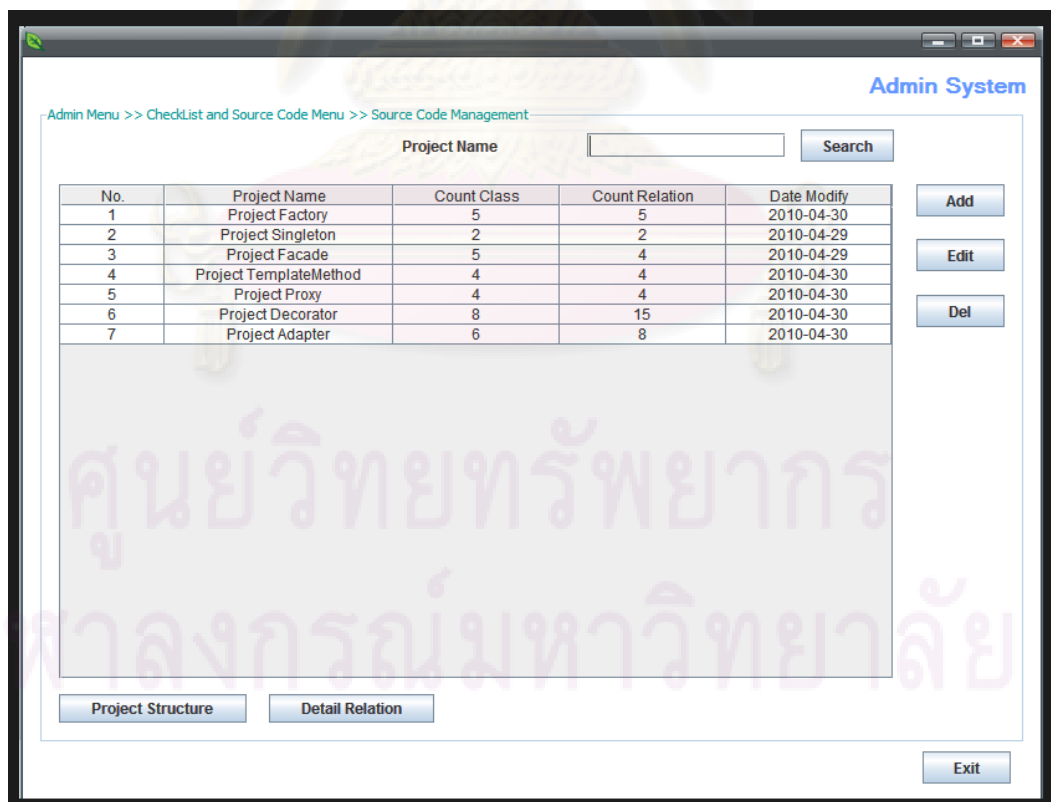 Admin System
Admin Menu >> CheckList and Source Code Menu >> Source Code Management
Project Name Search
No. Project Name Count Class Count Relation Date Modify
1 Project Factory 5 5 2010-04-30
2 Project Singleton 2 2 2010-04-29
3 Project Facade 5 4 2010-04-29
4 Project TemplateMethod 4 4 2010-04-30
5 Project Proxy 4 4 2010-04-30
6 Project Decorator 8 15 2010-04-30
7 Project Adapter 6 8 2010-04-30
Add
Edit
Del
ศูนย์วิทยทรัพยากร
จุฬาลงกรณ์มหาวิทยาลัย
Project Structure Detail Relation
Exit